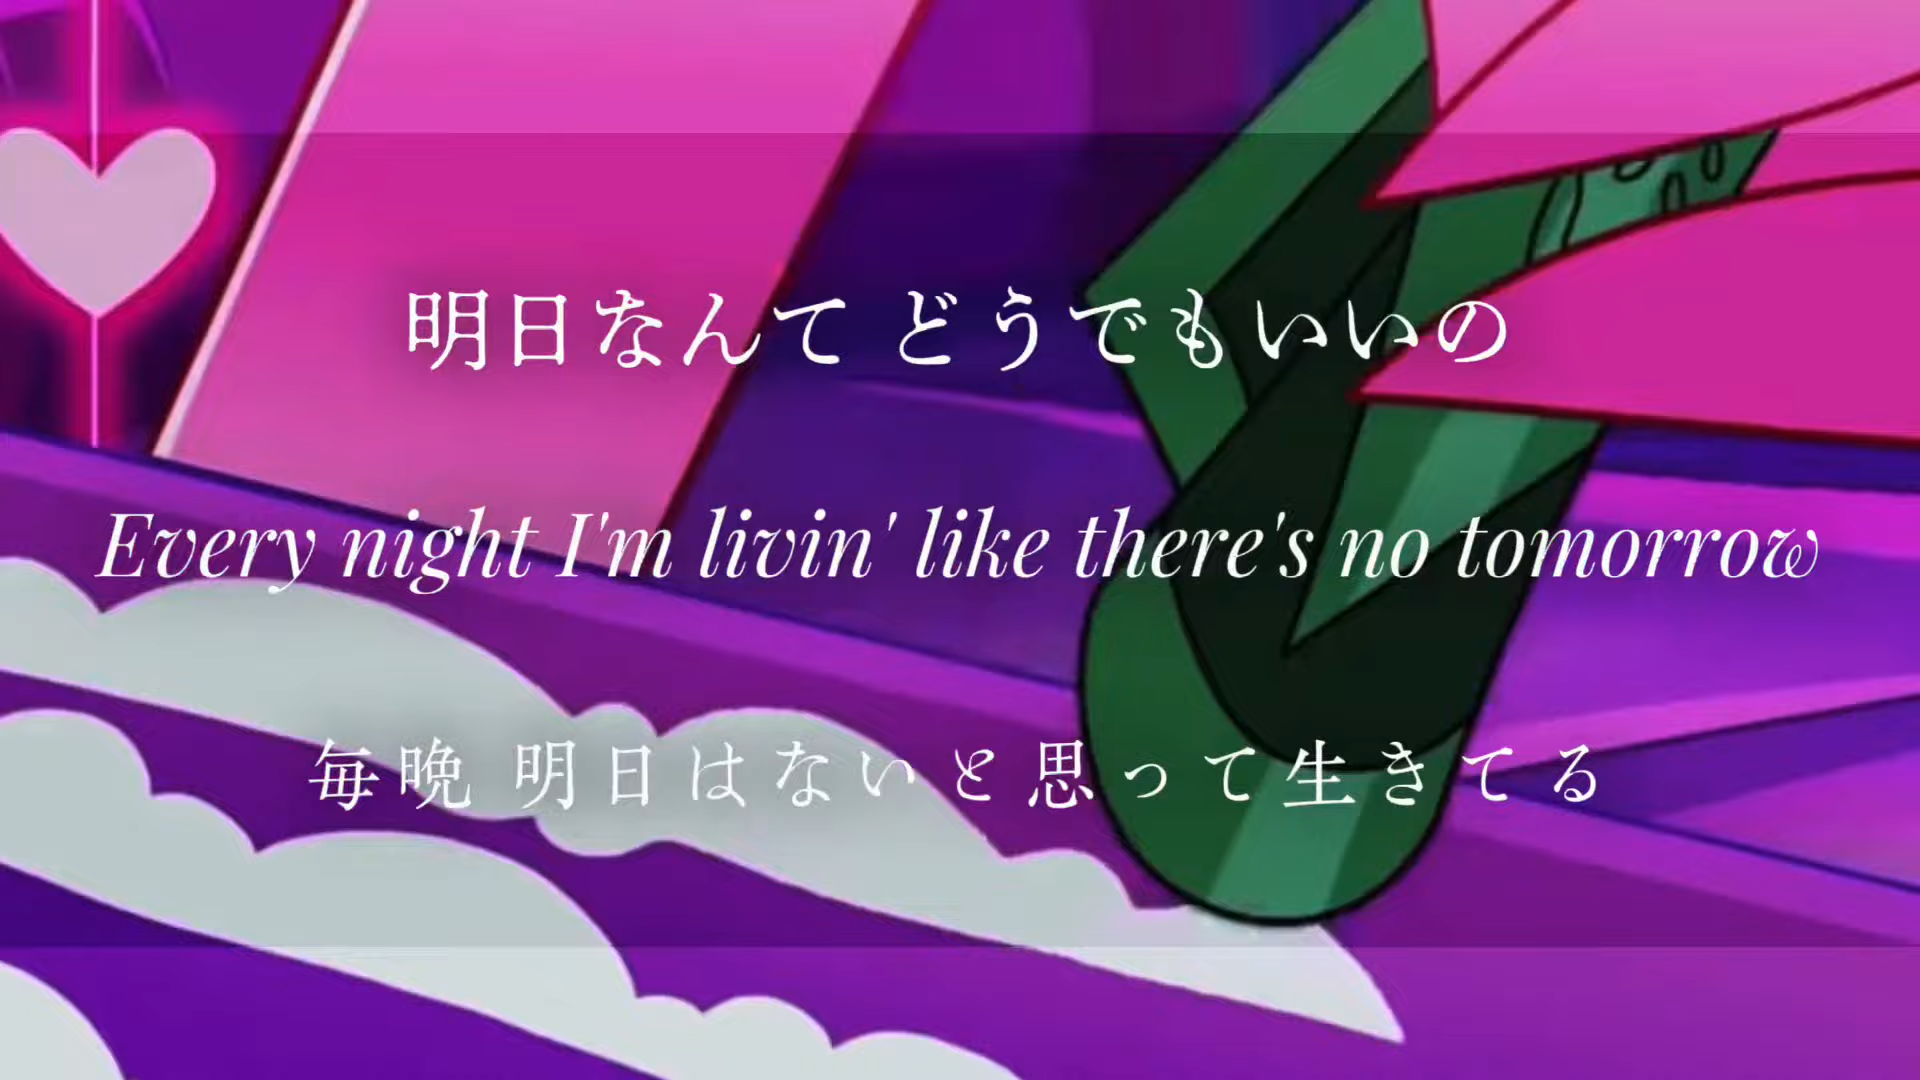 明日なんて どうでもいいの
Every night I'm livin' like there's no tomorrow
毎晩 明日はないと思って生きてる